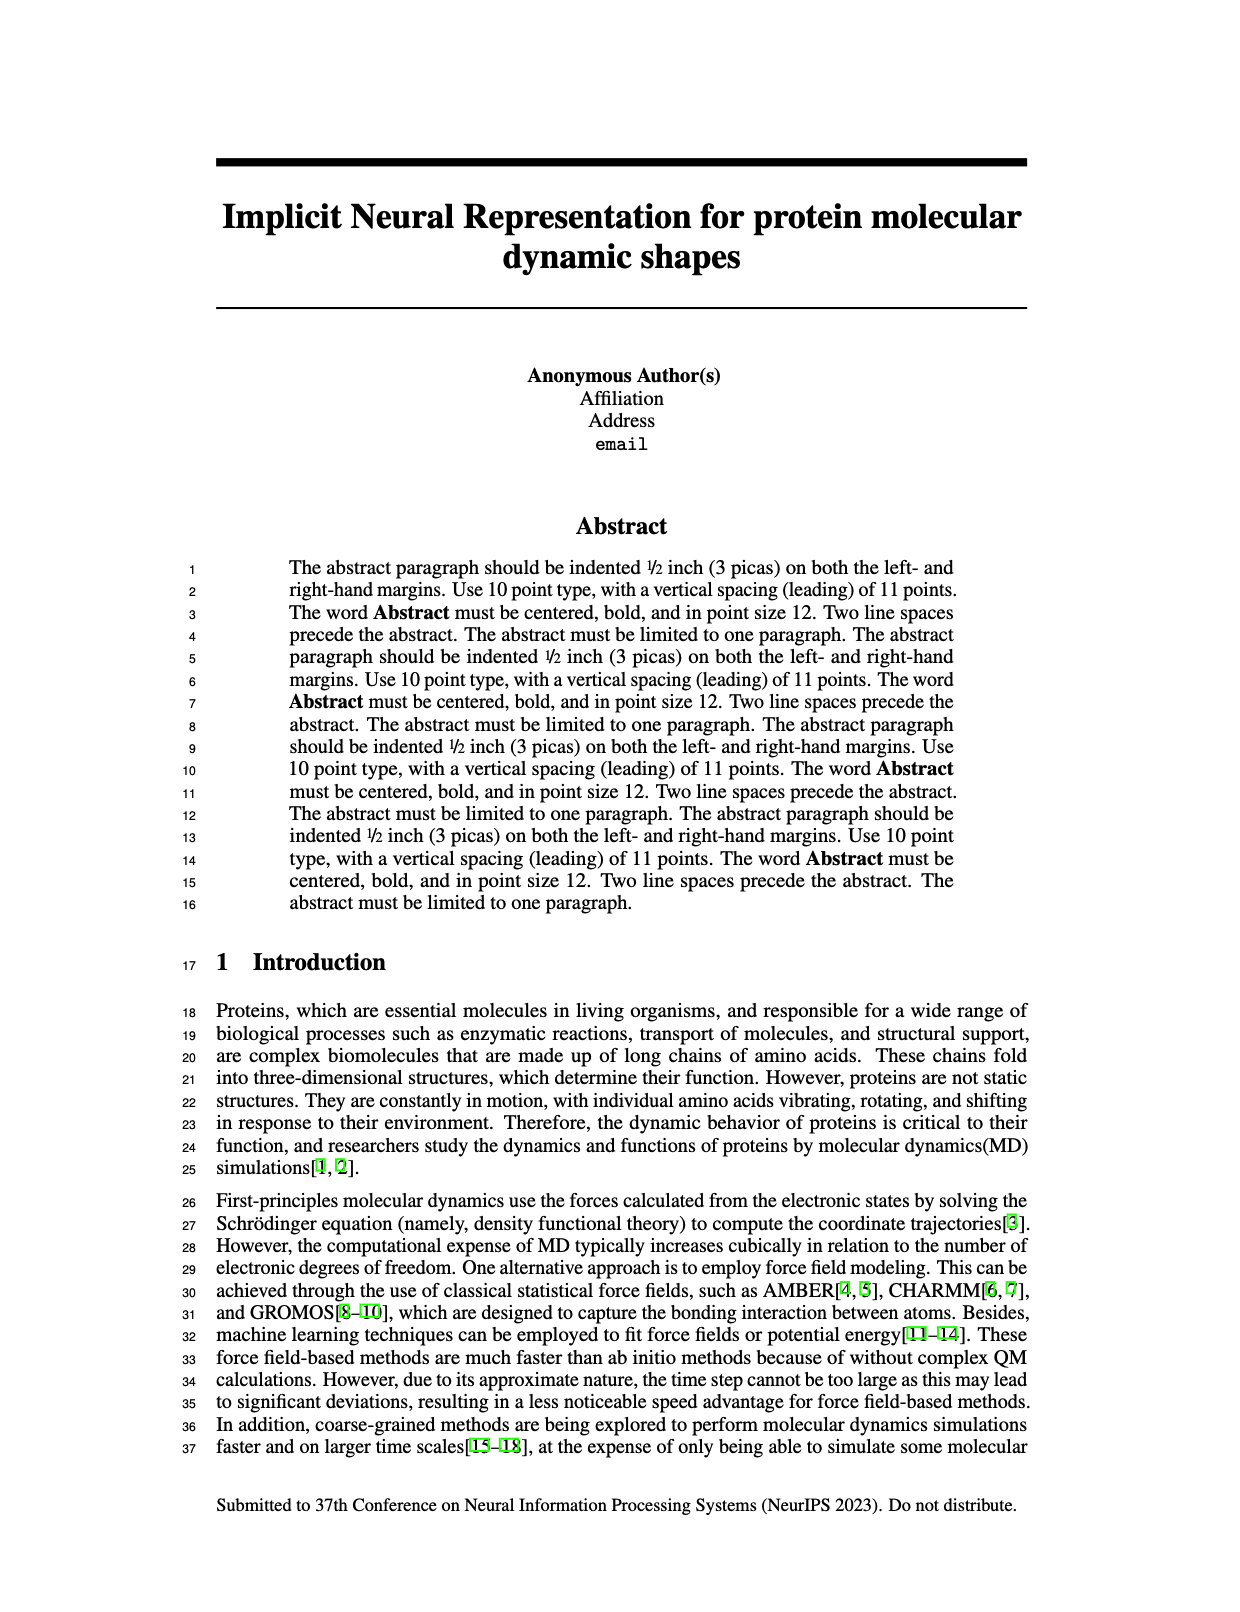 Implicit Neural Representation for protein molecular
dynamic shapes
Anonymous Author(s)
Affiliation
Address
email
Abstract
1 The abstract paragraph should be indented ½ inch (3 picas) on both the left- and
2 right-hand margins. Use 10 point type, with a vertical spacing (leading) of 11 points.
3 The word Abstract must be centered, bold, and in point size 12. Two line spaces
4 precede the abstract. The abstract must be limited to one paragraph. The abstract
5 paragraph should be indented ½ inch (3 picas) on both the left- and right-hand
6 margins. Use 10 point type, with a vertical spacing (leading) of 11 points. The word
7 Abstract must be centered, bold, and in point size 12. Two line spaces precede the
8 abstract. The abstract must be limited to one paragraph. The abstract paragraph
9 should be indented ½ inch (3 picas) on both the left- and right-hand margins. Use
10 10 point type, with a vertical spacing (leading) of 11 points. The word Abstract
11 must be centered, bold, and in point size 12. Two line spaces precede the abstract.
12 The abstract must be limited to one paragraph. The abstract paragraph should be
13 indented ½ inch (3 picas) on both the left- and right-hand margins. Use 10 point
14 type, with a vertical spacing (leading) of 11 points. The word Abstract must be
15 centered, bold, and in point size 12. Two line spaces precede the abstract. The
16 abstract must be limited to one paragraph.
17 1 Introduction
18 Proteins, which are essential molecules in living organisms, and responsible for a wide range of
19 biological processes such as enzymatic reactions, transport of molecules, and structural support,
20 are complex biomolecules that are made up of long chains of amino acids. These chains fold
21 into three-dimensional structures, which determine their function. However, proteins are not static
22 structures. They are constantly in motion, with individual amino acids vibrating, rotating, and shifting
23 in response to their environment. Therefore, the dynamic behavior of proteins is critical to their
24 function, and researchers study the dynamics and functions of proteins by molecular dynamics(MD)
25 simulations[1, 2].
26 First-principles molecular dynamics use the forces calculated from the electronic states by solving the
27 Schrödinger equation (namely, density functional theory) to compute the coordinate trajectories[3].
28 However, the computational expense of MD typically increases cubically in relation to the number of
29 electronic degrees of freedom. One alternative approach is to employ force field modeling. This can be
30 achieved through the use of classical statistical force fields, such as AMBER[4, 5], CHARMM[6, 7],
31 and GROMOS[8–10], which are designed to capture the bonding interaction between atoms. Besides,
32 machine learning techniques can be employed to fit force fields or potential energy[11–14]. These
33 force field-based methods are much faster than ab initio methods because of without complex QM
34 calculations. However, due to its approximate nature, the time step cannot be too large as this may lead
35 to significant deviations, resulting in a less noticeable speed advantage for force field-based methods.
36 In addition, coarse-grained methods are being explored to perform molecular dynamics simulations
37 faster and on larger time scales[15–18], at the expense of only being able to simulate some molecular
Submitted to 37th Conference on Neural Information Processing Systems (NeurIPS 2023). Do not distribute.